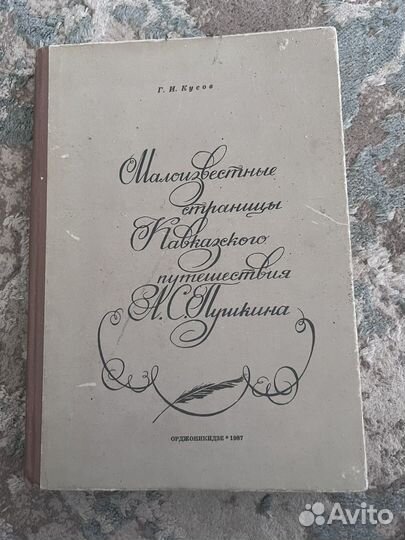 Г. И. Кусов
Малоизвестные
страницы
Кавказского
путешествия
А. С. Пушкина
ОРДЖОНИКИДЗЕ * 1987
Avito